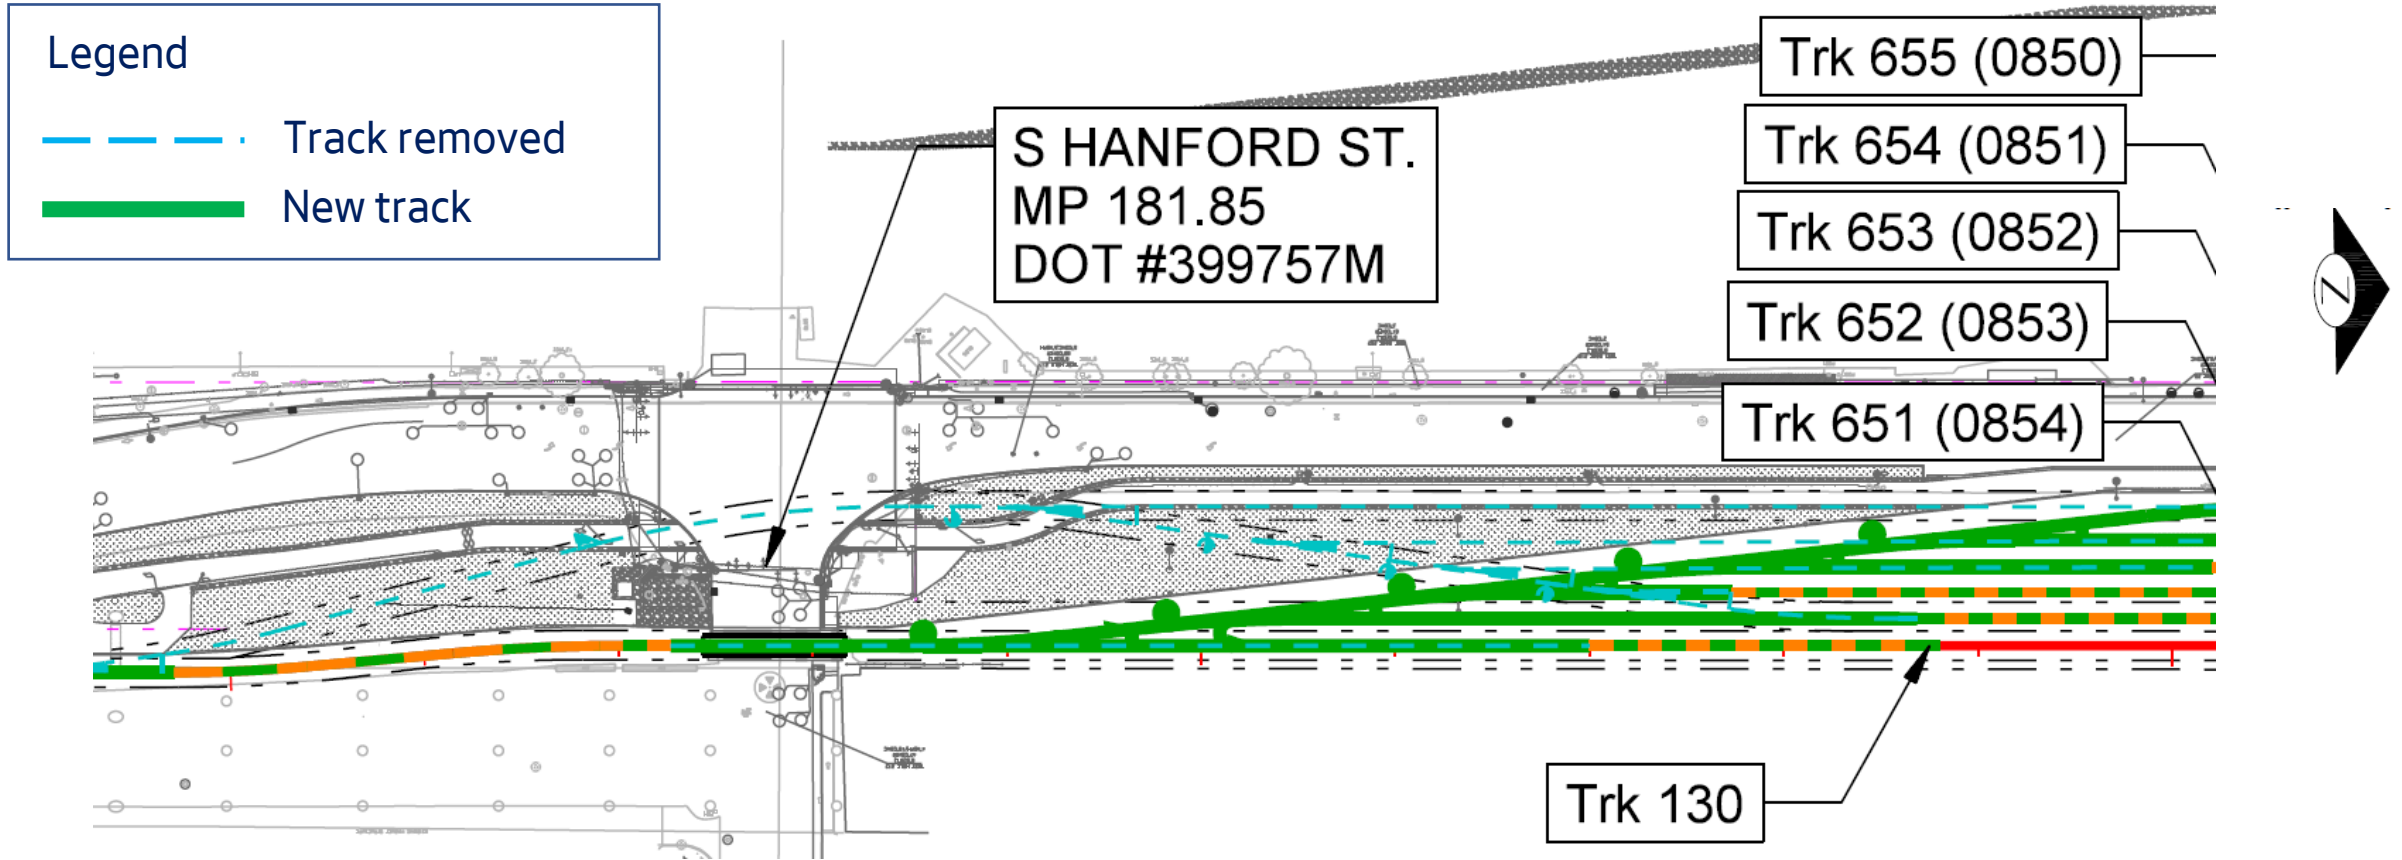 Legend
Track removed
New track
S HANFORD ST.
MP 181.85
DOT #399757M
Trk 655 (0850)
Trk 654 (0851)
Trk 653 (0852)
Trk 652 (0853)
Trk 651 (0854)
Trk 130
N